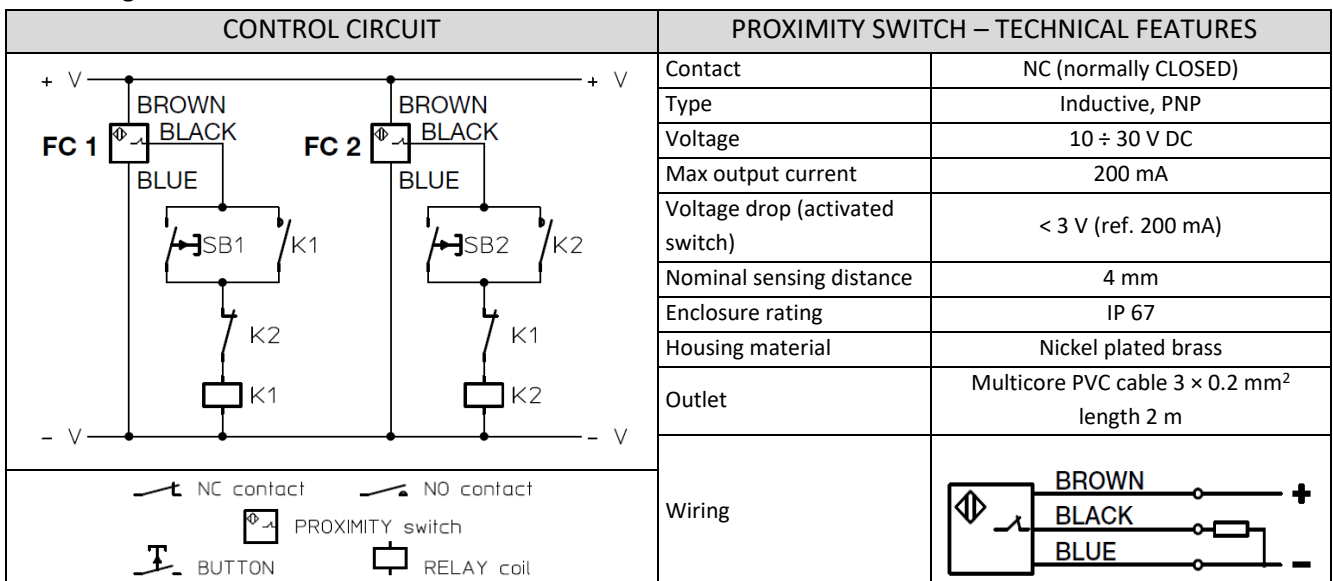 CONTROL CIRCUIT
PROXIMITY SWITCH – TECHNICAL FEATURES
+ V
+ V
BROWN
BROWN
FC 1
BLACK
FC 2
BLACK
BLUE
BLUE
SB1
K1
SB2
K2
K2
K1
K1
K2
– V
– V
NC contact
NO contact
PROXIMITY switch
BUTTON
RELAY coil
Contact
NC (normally CLOSED)
Type
Inductive, PNP
Voltage
10 ÷ 30 V DC
Max output current
200 mA
Voltage drop (activated
switch)
< 3 V (ref. 200 mA)
Nominal sensing distance
4 mm
Enclosure rating
IP 67
Housing material
Nickel plated brass
Outlet
Multicore PVC cable 3 × 0.2 mm²
length 2 m
Wiring
BROWN
+
BLACK
BLUE
–